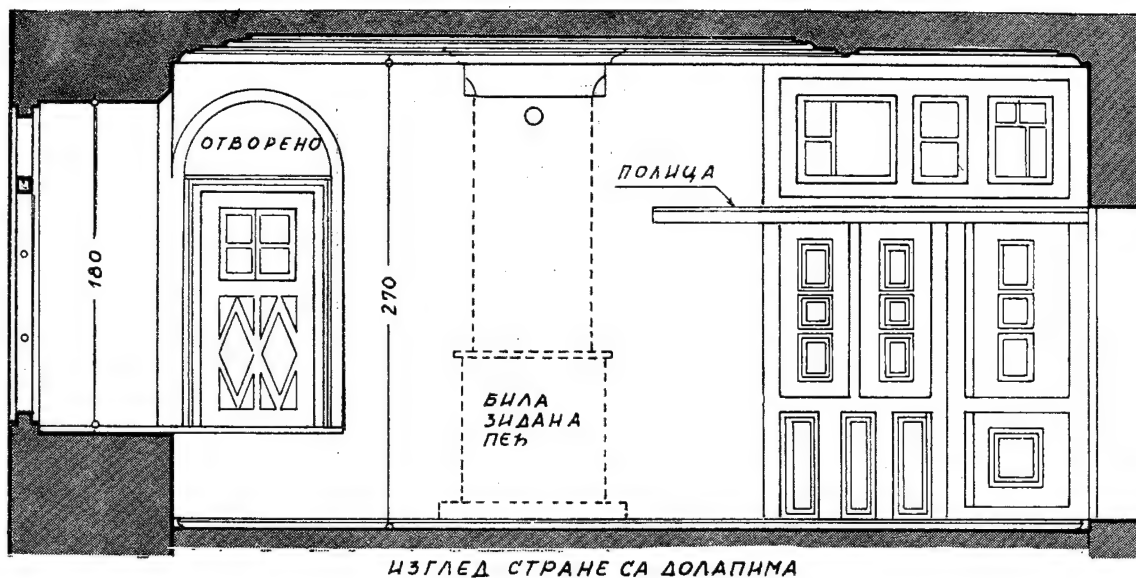 ОТВОРЕНО
ПОЛИЦА
180
270
БИЛА
ЗИДАНА
ПЕЋ
ИЗГЛЕД СТРАНЕ СА ДОЛАПИМА